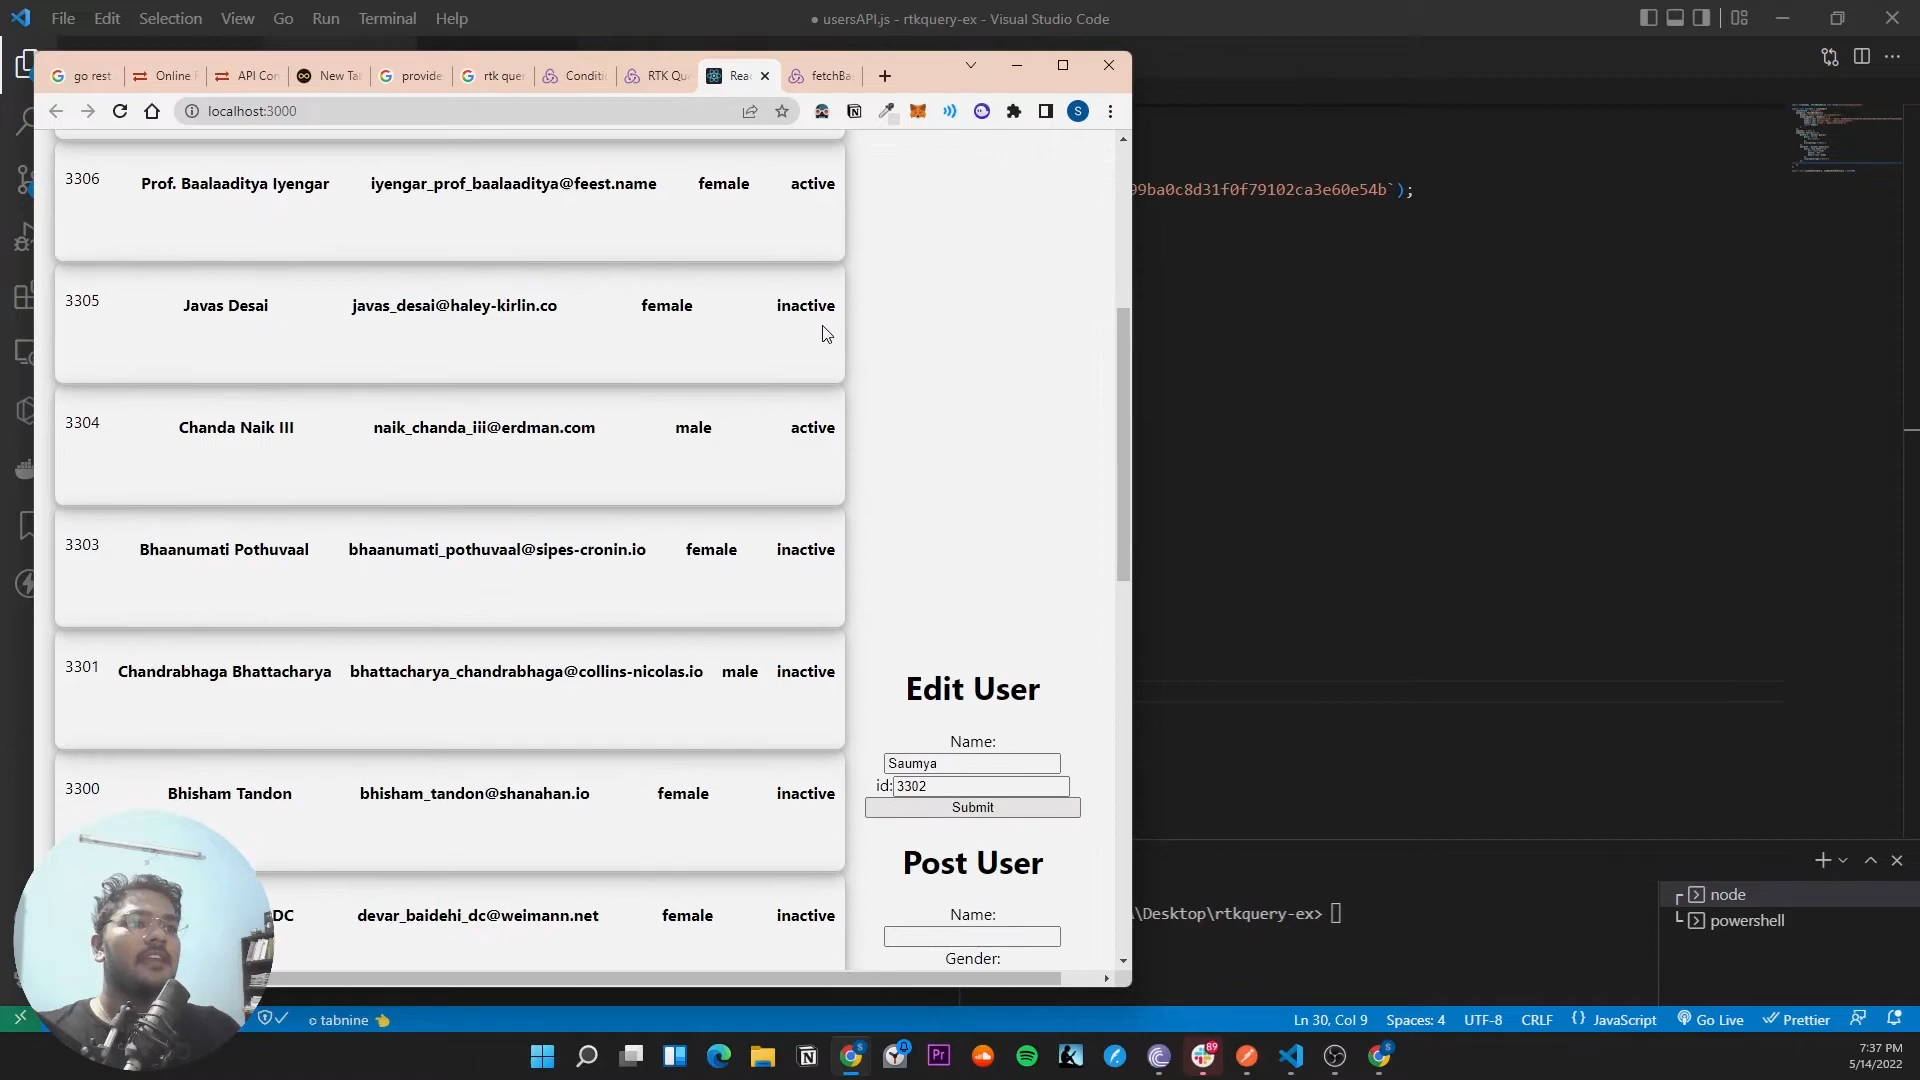 File Edit Selection View Go Run Terminal Help
● usersAPI.js - rtkquery-ex - Visual Studio Code
go rest
Online
API Con
New Ta
provide
rtk quer
Conditi
RTK Qu
Rea
fetchBa
localhost:3000
S
99ba0c8d31f0f79102ca3e60e54b`);
3306 Prof. Baalaaditya Iyengar iyengar_prof_baalaaditya@feest.name female active
3305 Javas Desai javas_desai@haley-kirlin.co female inactive
3304 Chanda Naik III naik_chanda_iii@erdman.com male active
3303 Bhaanumati Pothuvaal bhaanumati_pothuvaal@sipes-cronin.io female inactive
3301 Chandrabhaga Bhattacharya bhattacharya_chandrabhaga@collins-nicolas.io male inactive
3300 Bhisham Tandon bhisham_tandon@shanahan.io female inactive
DC devar_baidehi_dc@weimann.net female inactive
Edit User
Name:
Saumya
id:3302
Submit
Post User
Name:
Gender:
\Desktop\rtkquery-ex>
node
powershell
tabnine
Ln 30, Col 9 Spaces: 4 UTF-8 CRLF {} JavaScript Go Live Prettier
Pr
89
7:37 PM
5/14/2022